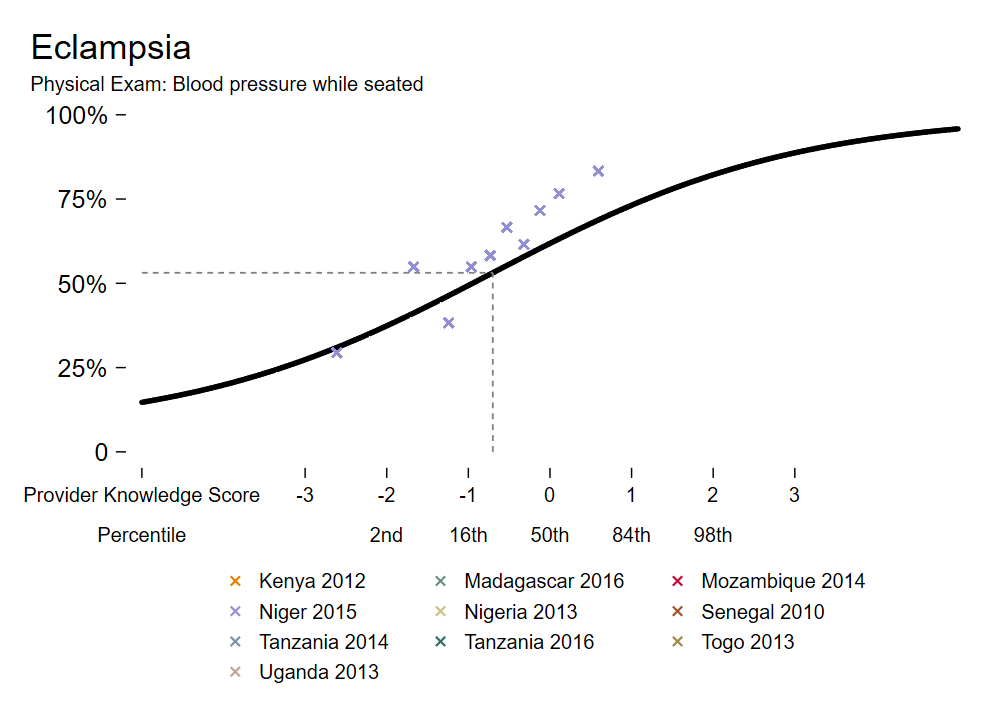 Eclampsia
Physical Exam: Blood pressure while seated
100%
75%
50%
25%
0
Provider Knowledge Score -3 -2 -1 0 1 2 3
Percentile 2nd 16th 50th 84th 98th
Kenya 2012 Madagascar 2016 Mozambique 2014
Niger 2015 Nigeria 2013 Senegal 2010
Tanzania 2014 Tanzania 2016 Togo 2013
Uganda 2013